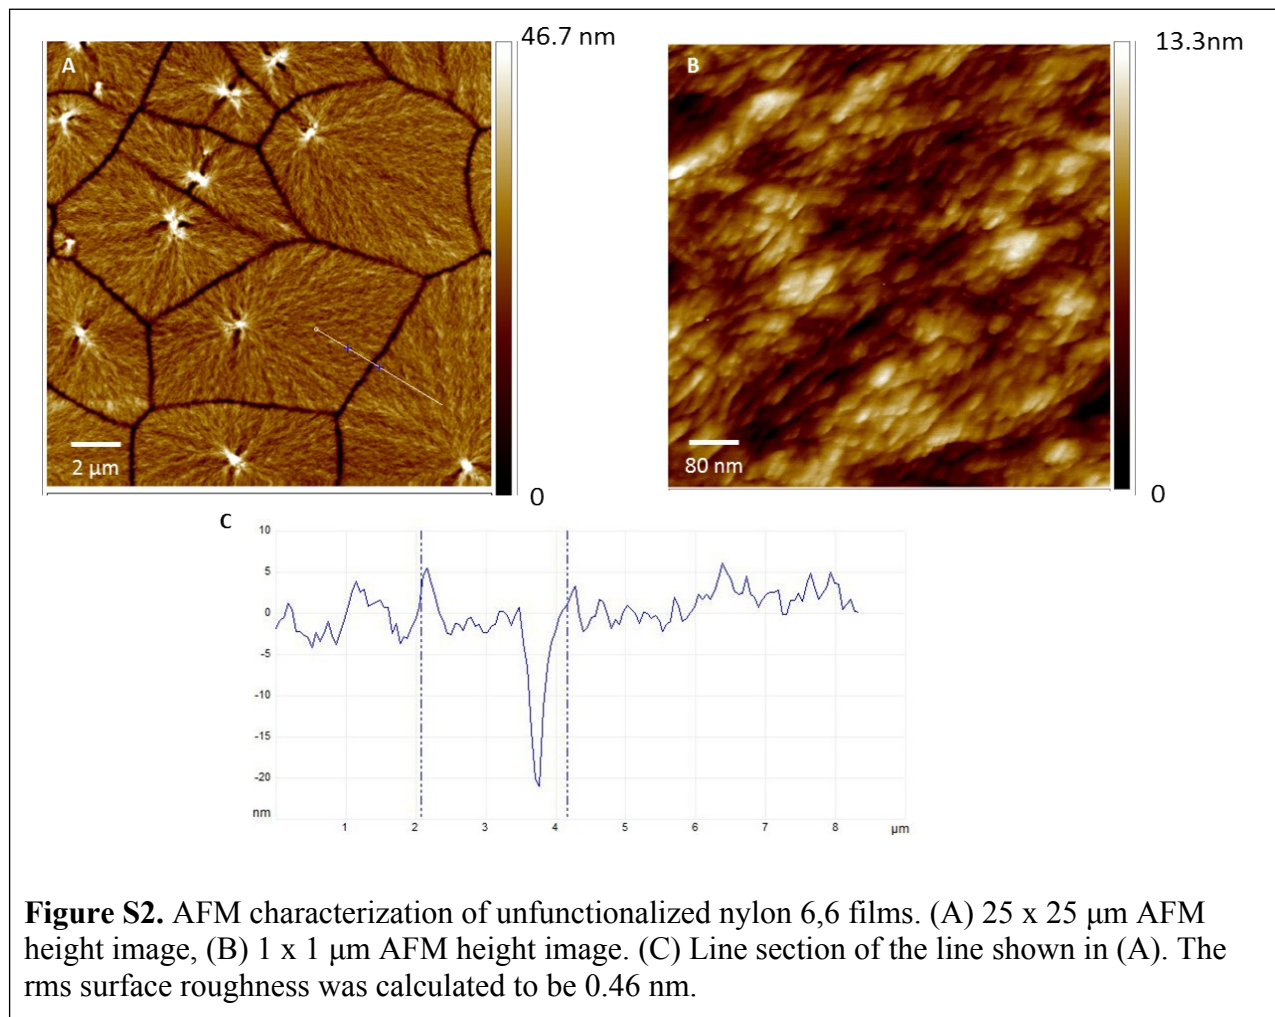 A
46.7 nm
B
13.3nm
2 μm
0
80 nm
0
C
10
5
0
-5
-10
-15
-20
nm
1 2 3 4 5 6 7 8 μm
Figure S2. AFM characterization of unfunctionalized nylon 6,6 films. (A) 25 x 25 μm AFM
height image, (B) 1 x 1 μm AFM height image. (C) Line section of the line shown in (A). The
rms surface roughness was calculated to be 0.46 nm.